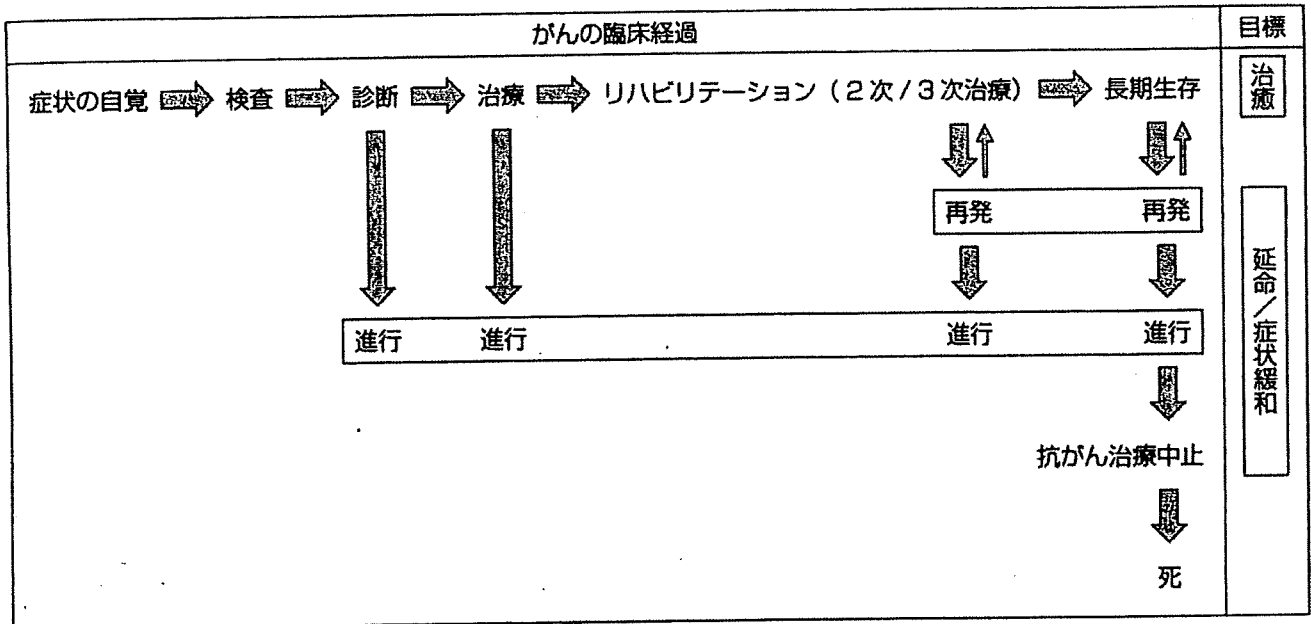 がんの臨床経過
目標
症状の自覚 検査 診断 治療 リハビリテーション（2次/3次治療） 長期生存
治癒
再発 再発
進行 進行 進行 進行
延命/症状緩和
抗がん治療中止
死